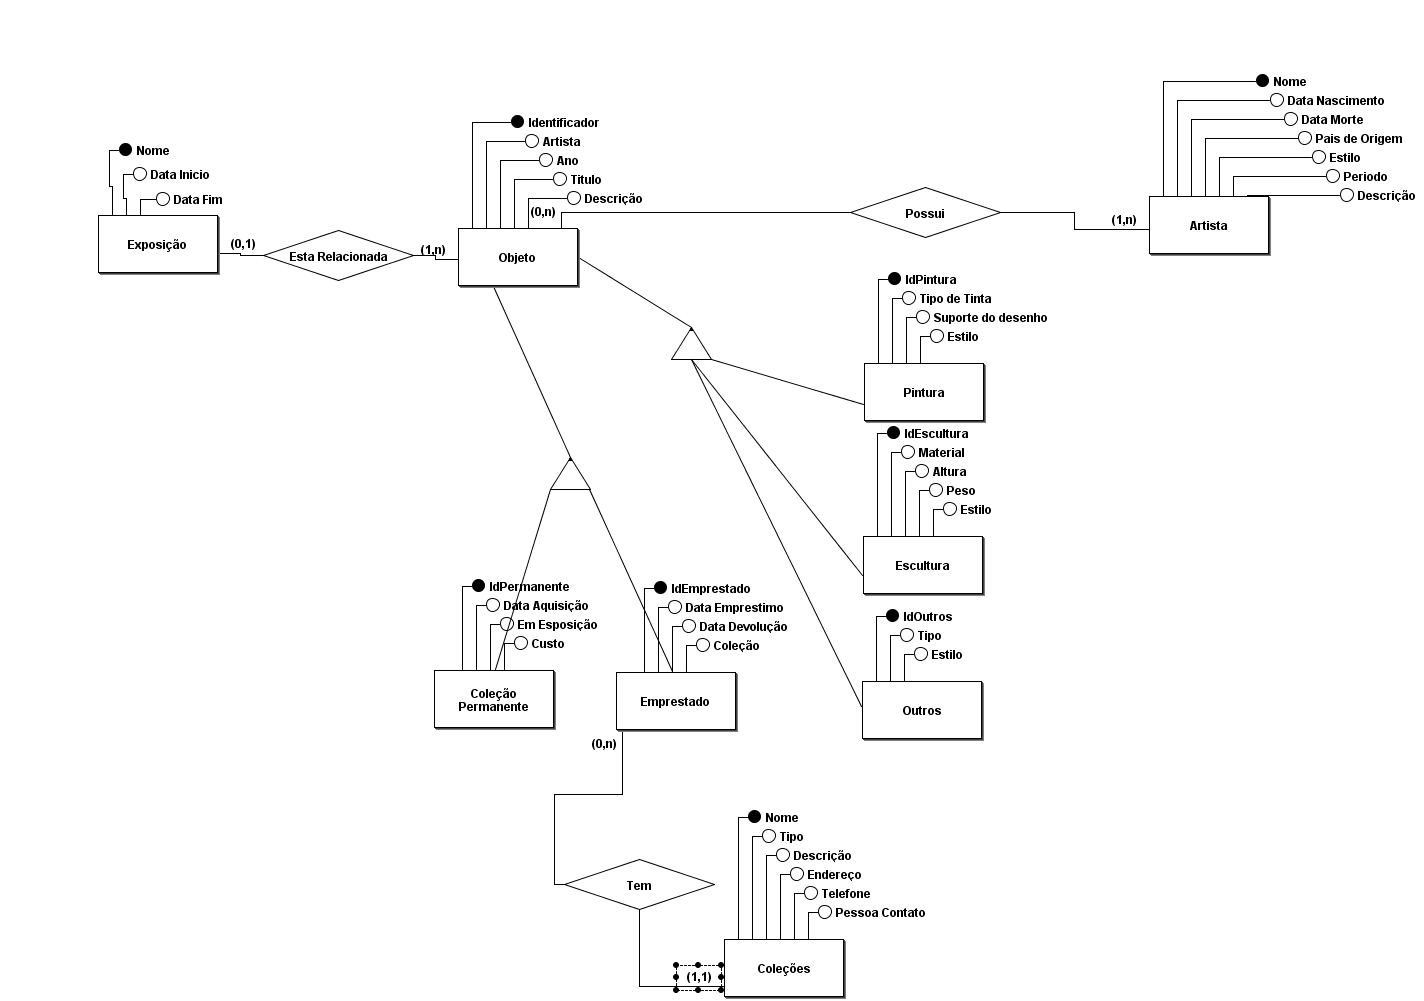 Nome
Data Nascimento
Data Morte
Pais de Origem
Estilo
Periodo
Descrição
Artista
(1,n)
Possui
Identificador
Artista
Ano
Titulo
Descrição
(0,n)
Objeto
(1,n)
Esta Relacionada
(0,1)
Nome
Data Inicio
Data Fim
Exposição
IdPintura
Tipo de Tinta
Suporte do desenho
Estilo
Pintura
IdEscultura
Material
Altura
Peso
Estilo
Escultura
IdOutros
Tipo
Estilo
Outros
IdPermanente
Data Aquisição
Em Esposição
Custo
Coleção
Permanente
IdEmprestado
Data Emprestimo
Data Devolução
Coleção
Emprestado
(0,n)
Tem
Nome
Tipo
Descrição
Endereço
Telefone
Pessoa Contato
Coleções
(1,1)